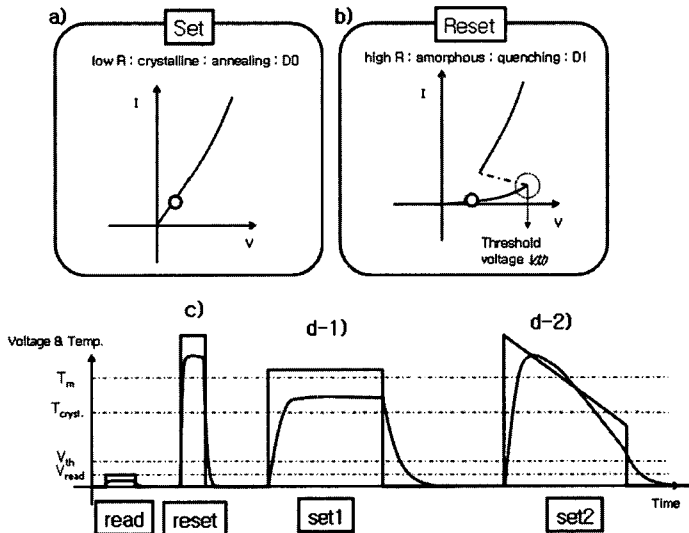 a)
Set
low R : crystalline : annealing : D0
I
V
b)
Reset
high R : amorphous : quenching : D1
I
V
Threshold
voltage Vth
c)
d-1)
d-2)
Voltage & Temp.
Tm
Tcryst.
Vth
Vread
Time
read
reset
set1
set2